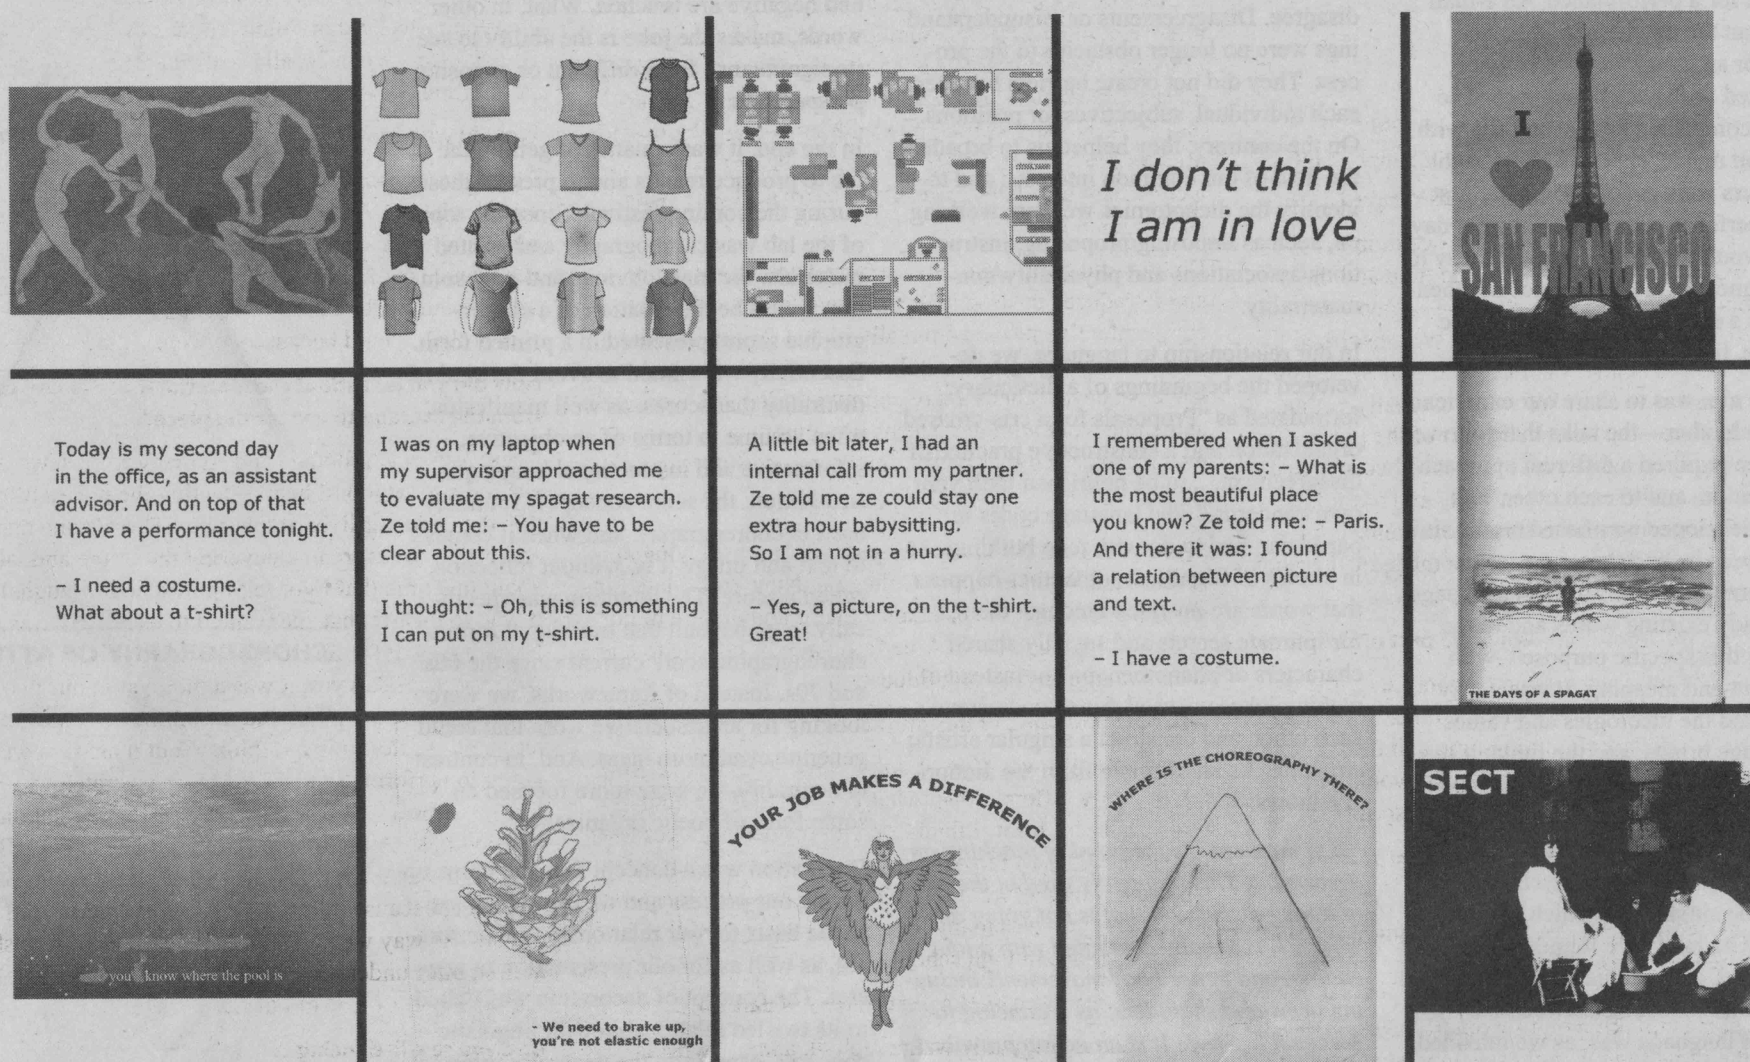 I don't think
I am in love
I
SAN FRANCISCO
Today is my second day
in the office, as an assistant
advisor. And on top of that
I have a performance tonight.
– I need a costume.
What about a t-shirt?
I was on my laptop when
my supervisor approached me
to evaluate my spagat research.
Ze told me: – You have to be
clear about this.
I thought: – Oh, this is something
I can put on my t-shirt.
A little bit later, I had an
internal call from my partner.
Ze told me ze could stay one
extra hour babysitting.
So I am not in a hurry.
– Yes, a picture, on the t-shirt.
Great!
I remembered when I asked
one of my parents: – What is
the most beautiful place
you know? Ze told me: – Paris.
And there it was: I found
a relation between picture
and text.
– I have a costume.
THE DAYS OF A SPAGAT
you know where the pool is
- We need to brake up,
you're not elastic enough
YOUR JOB MAKES A DIFFERENCE
WHERE IS THE CHOREOGRAPHY THERE?
SECT